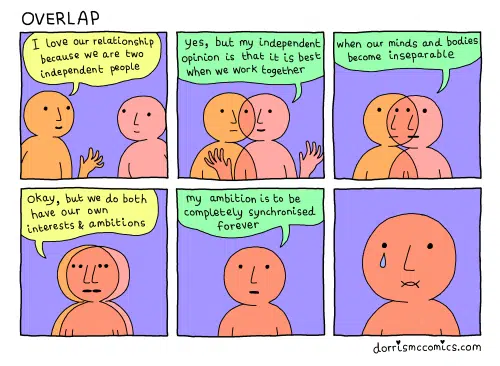 OVERLAP
I love our relationship
because we are two
independent people
yes, but my independent
opinion is that it is best
when we work together
when our minds and bodies
become inseparable
Okay, but we do both
have our own
interests & ambitions
my ambition is to be
completely synchronised
forever
dorrismccomics.com